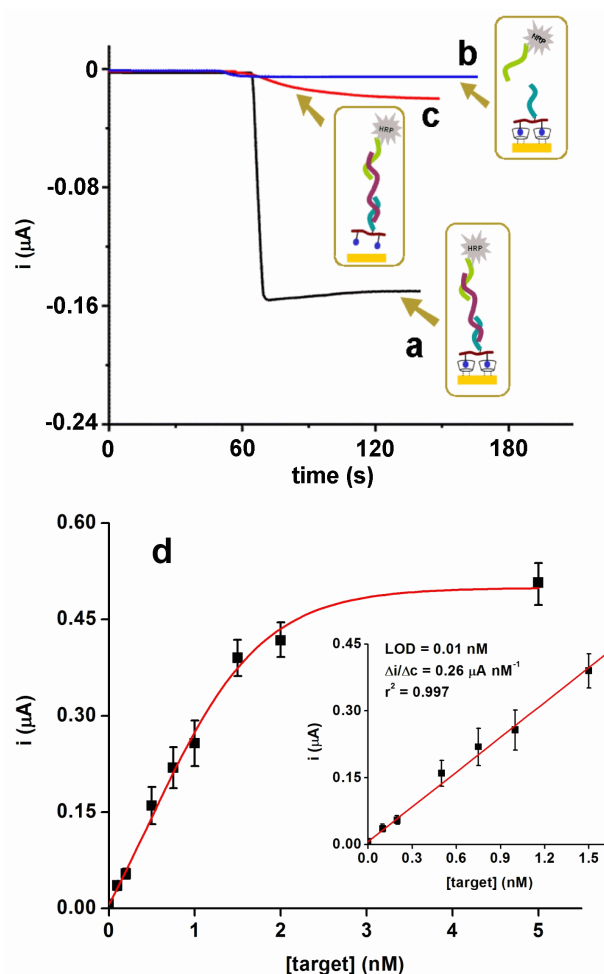 b
HRP
0
c
HRP
-0.08
i (µA)
HRP
-0.16
a
-0.24
0
60
120
180
time (s)
0.60
d
0.45
0.30
0.15
0.00
i (µA)
0.45
LOD = 0.01 nM
Δi/Δc = 0.26 µA nM⁻¹
r² = 0.997
0.30
i (µA)
0.15
0.00
0.0 0.3 0.6 0.9 1.2 1.5
[target] (nM)
0 1 2 3 4 5
[target] (nM)